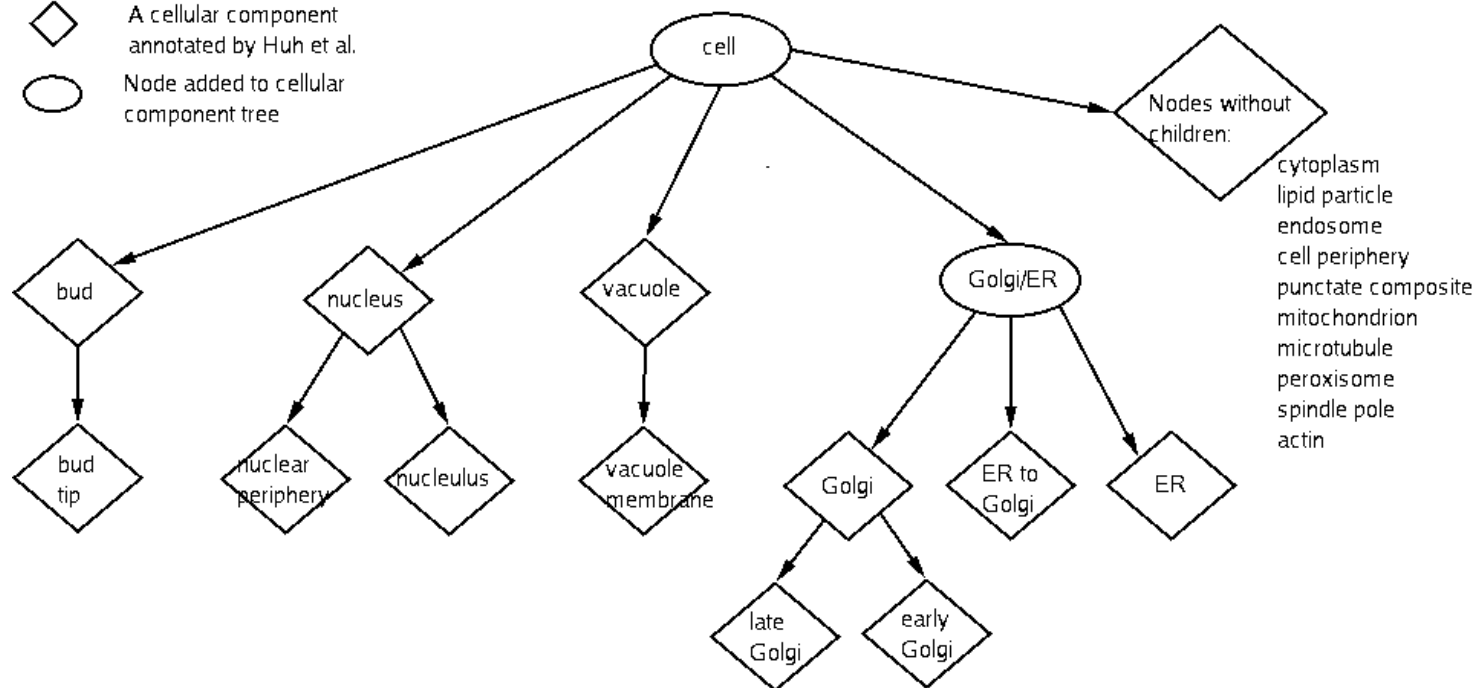 A cellular component
annotated by Huh et al.
Node added to cellular
component tree
cell
Nodes without
children:
cytoplasm
lipid particle
endosome
cell periphery
punctate composite
mitochondrion
microtubule
peroxisome
spindle pole
actin
bud
nucleus
vacuole
Golgi/ER
bud
tip
nuclear
periphery
nucleulus
vacuole
membrane
Golgi
ER to
Golgi
ER
late
Golgi
early
Golgi